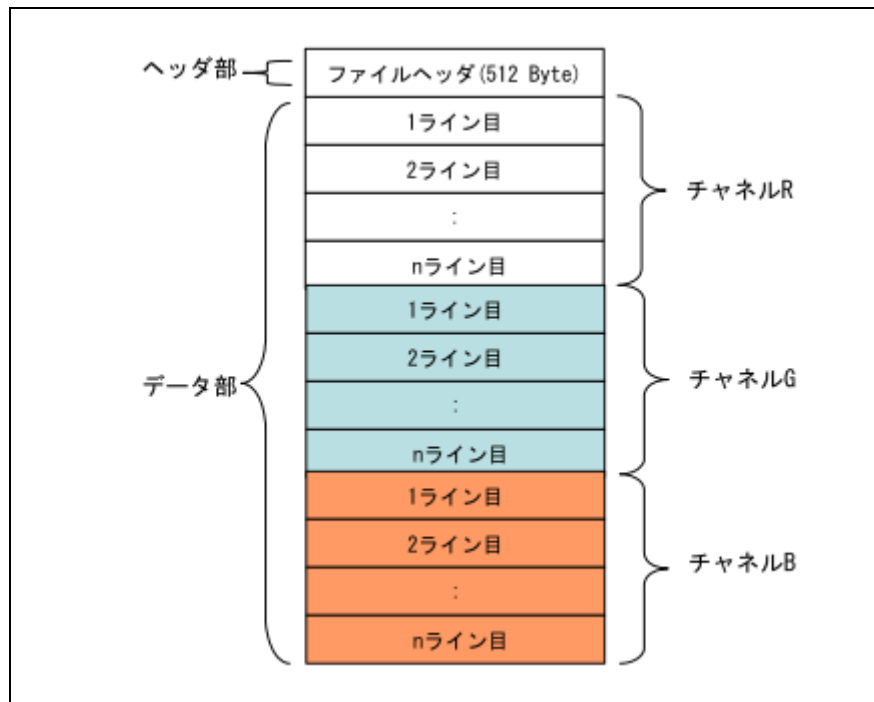 ヘッダ部
ファイルヘッダ(512 Byte)
1ライン目
2ライン目
:
nライン目
チャネルR
データ部
1ライン目
2ライン目
:
nライン目
チャネルG
1ライン目
2ライン目
:
nライン目
チャネルB